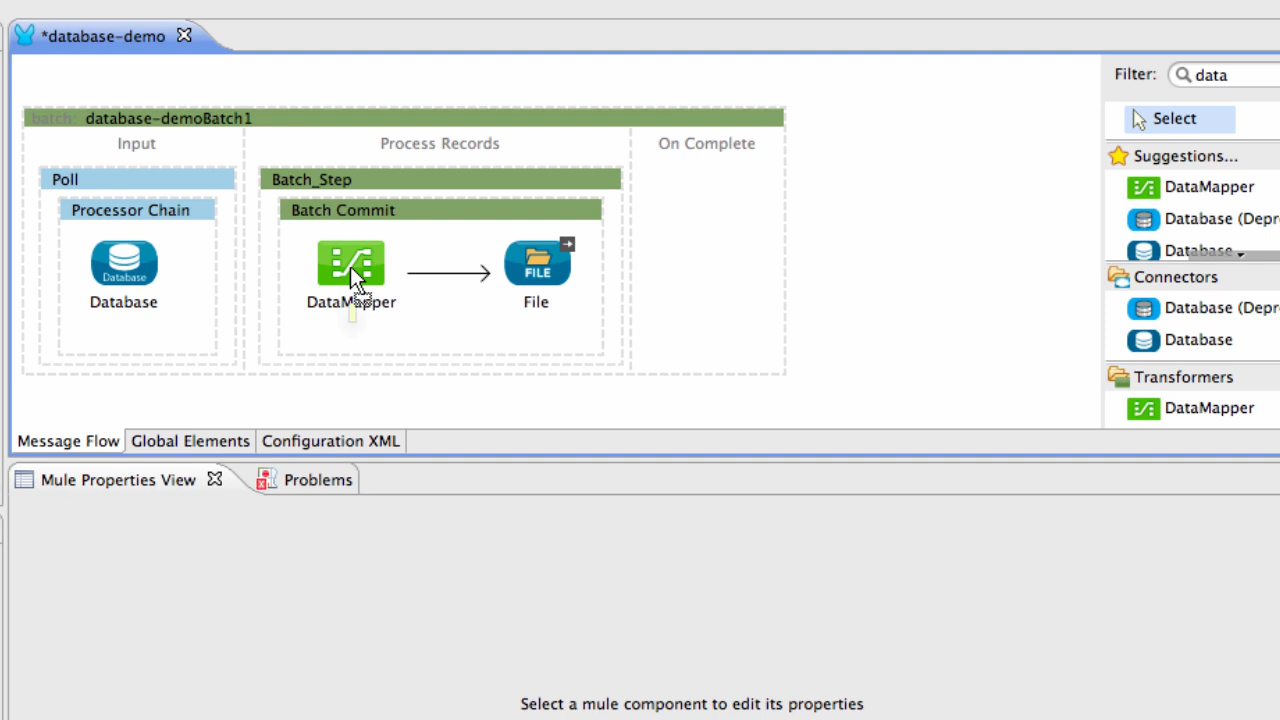 *database-demo
Filter: data
Select
Suggestions...
DataMapper
Database (Depr
Database
Connectors
Database (Depr
Database
Transformers
DataMapper
batch: database-demoBatch1
Input
Process Records
On Complete
Poll
Batch_Step
Processor Chain
Batch Commit
Database
FILE
Database
DataMapper
File
Message Flow
Global Elements
Configuration XML
Mule Properties View
Problems
Select a mule component to edit its properties